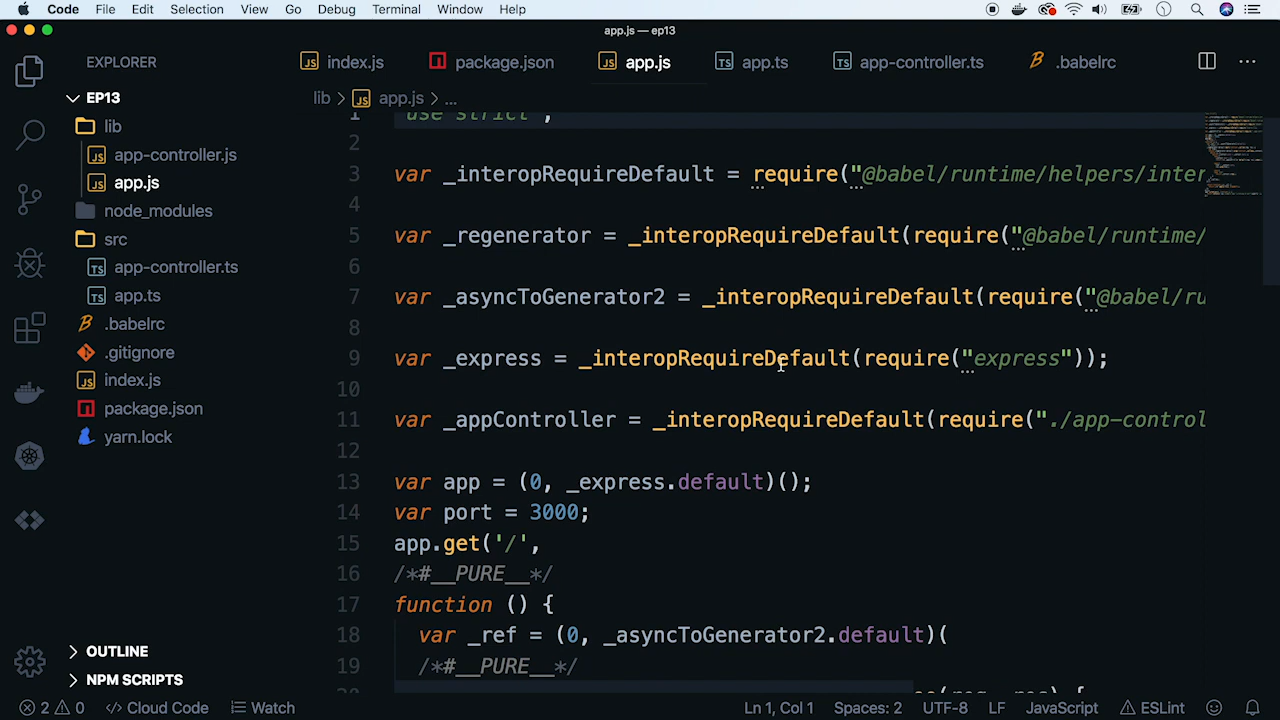 Code File Edit Selection View Go Debug Terminal Window Help
app.js — ep13
EXPLORER
index.js package.json app.js app.ts app-controller.ts .babelrc
EP13
lib
app-controller.js
app.js
node_modules
src
app-controller.ts
app.ts
.babelrc
.gitignore
index.js
package.json
yarn.lock
OUTLINE
NPM SCRIPTS
lib > app.js > ...
1 "use strict";
2
3 var _interopRequireDefault = require("@babel/runtime/helpers/inter
4
5 var _regenerator = _interopRequireDefault(require("@babel/runtime/
6
7 var _asyncToGenerator2 = _interopRequireDefault(require("@babel/ru
8
9 var _express = _interopRequireDefault(require("express"));
10
11 var _appController = _interopRequireDefault(require("./app-control
12
13 var app = (0, _express.default)();
14 var port = 3000;
15 app.get('/',
16 /*#__PURE__*/
17 function () {
18 var _ref = (0, _asyncToGenerator2.default)(
19 /*#__PURE__*/
2 0 Cloud Code Watch Ln 1, Col 1 Spaces: 2 UTF-8 LF JavaScript ESLint